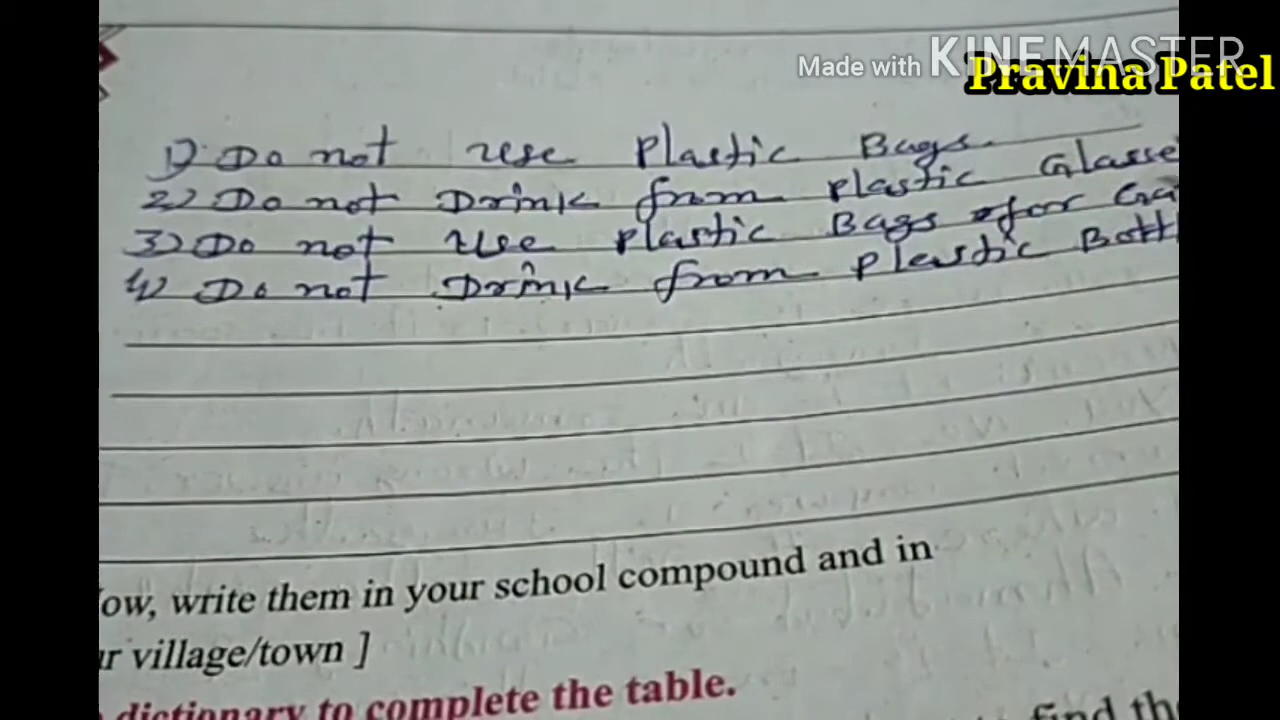 Made with KINEMASTER
Pravina Patel
1) Do not use Plastic Bags.
2) Do not Drink from plastic Glasse
3) Do not use plastic Bags for
4) Do not Drink from plastic Bott
ow, write them in your school compound and in
r village/town ]
dictionary to complete the table.
find the